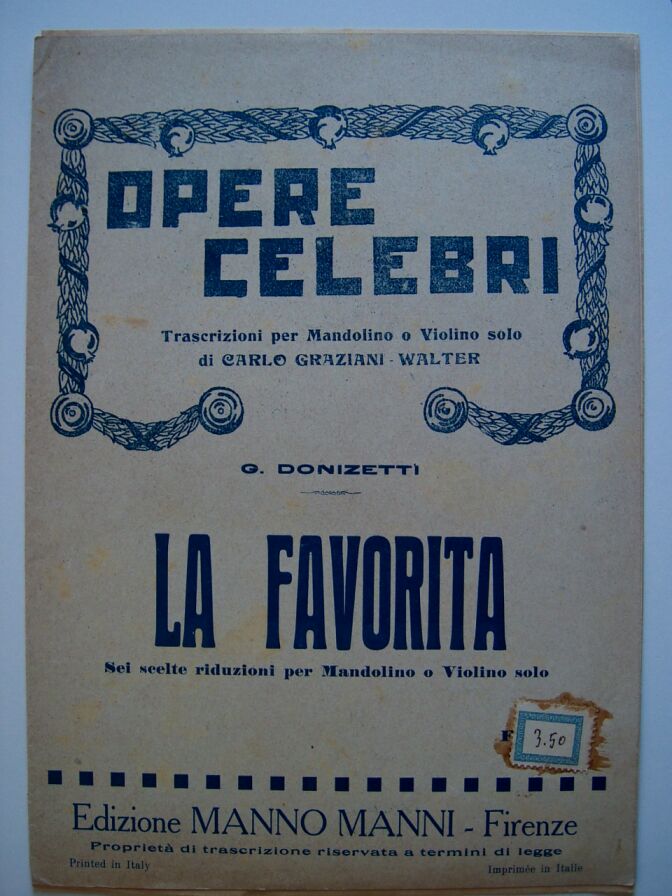 OPERE
CELEBRI
Trascrizioni per Mandolino o Violino solo
di CARLO GRAZIANI - WALTER
G. DONIZETTI
LA FAVORITA
Sei scelte riduzioni per Mandolino o Violino solo
F
3.50
Edizione MANNO MANNI - Firenze
Proprietà di trascrizione riservata a termini di legge
Printed in Italy
Imprimée in Italie